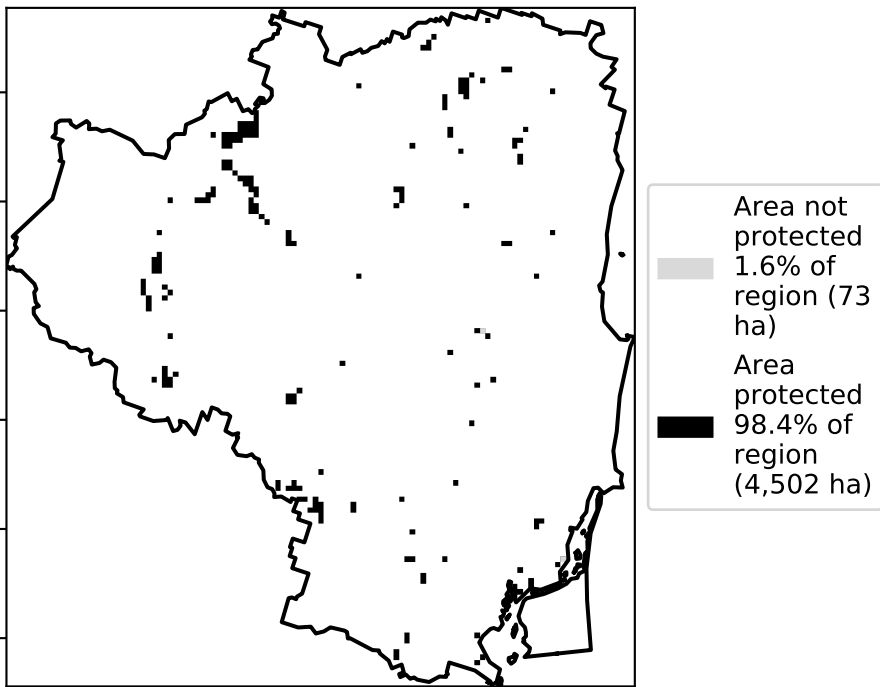 Area not
protected
1.6% of
region (73
ha)
Area
protected
98.4% of
region
(4,502 ha)